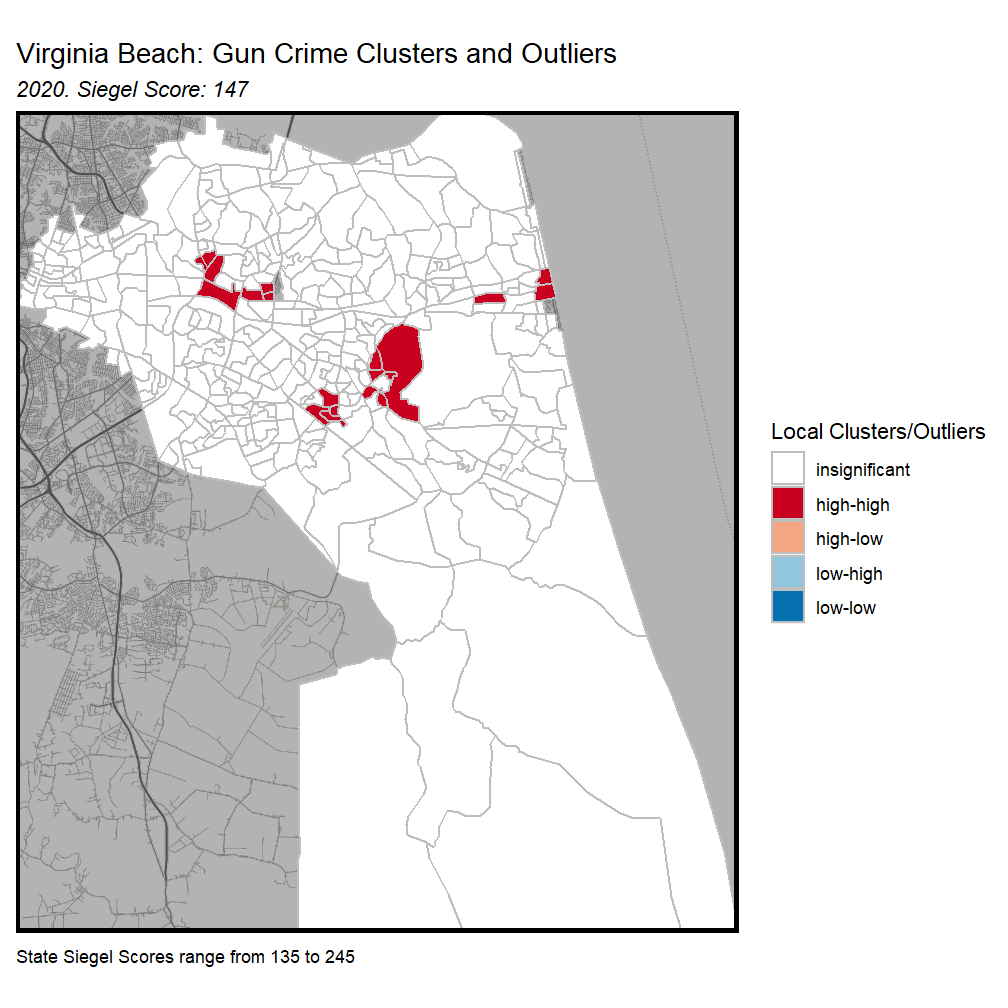 Virginia Beach: Gun Crime Clusters and Outliers
2020. Siegel Score: 147
Local Clusters/Outliers
insignificant
high-high
high-low
low-high
low-low
State Siegel Scores range from 135 to 245